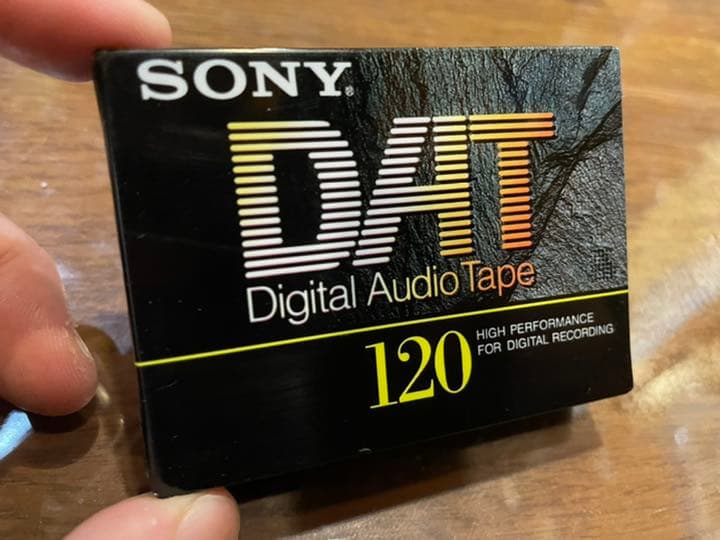 SONY®
DAT
Digital Audio Tape
120
HIGH PERFORMANCE
FOR DIGITAL RECORDING